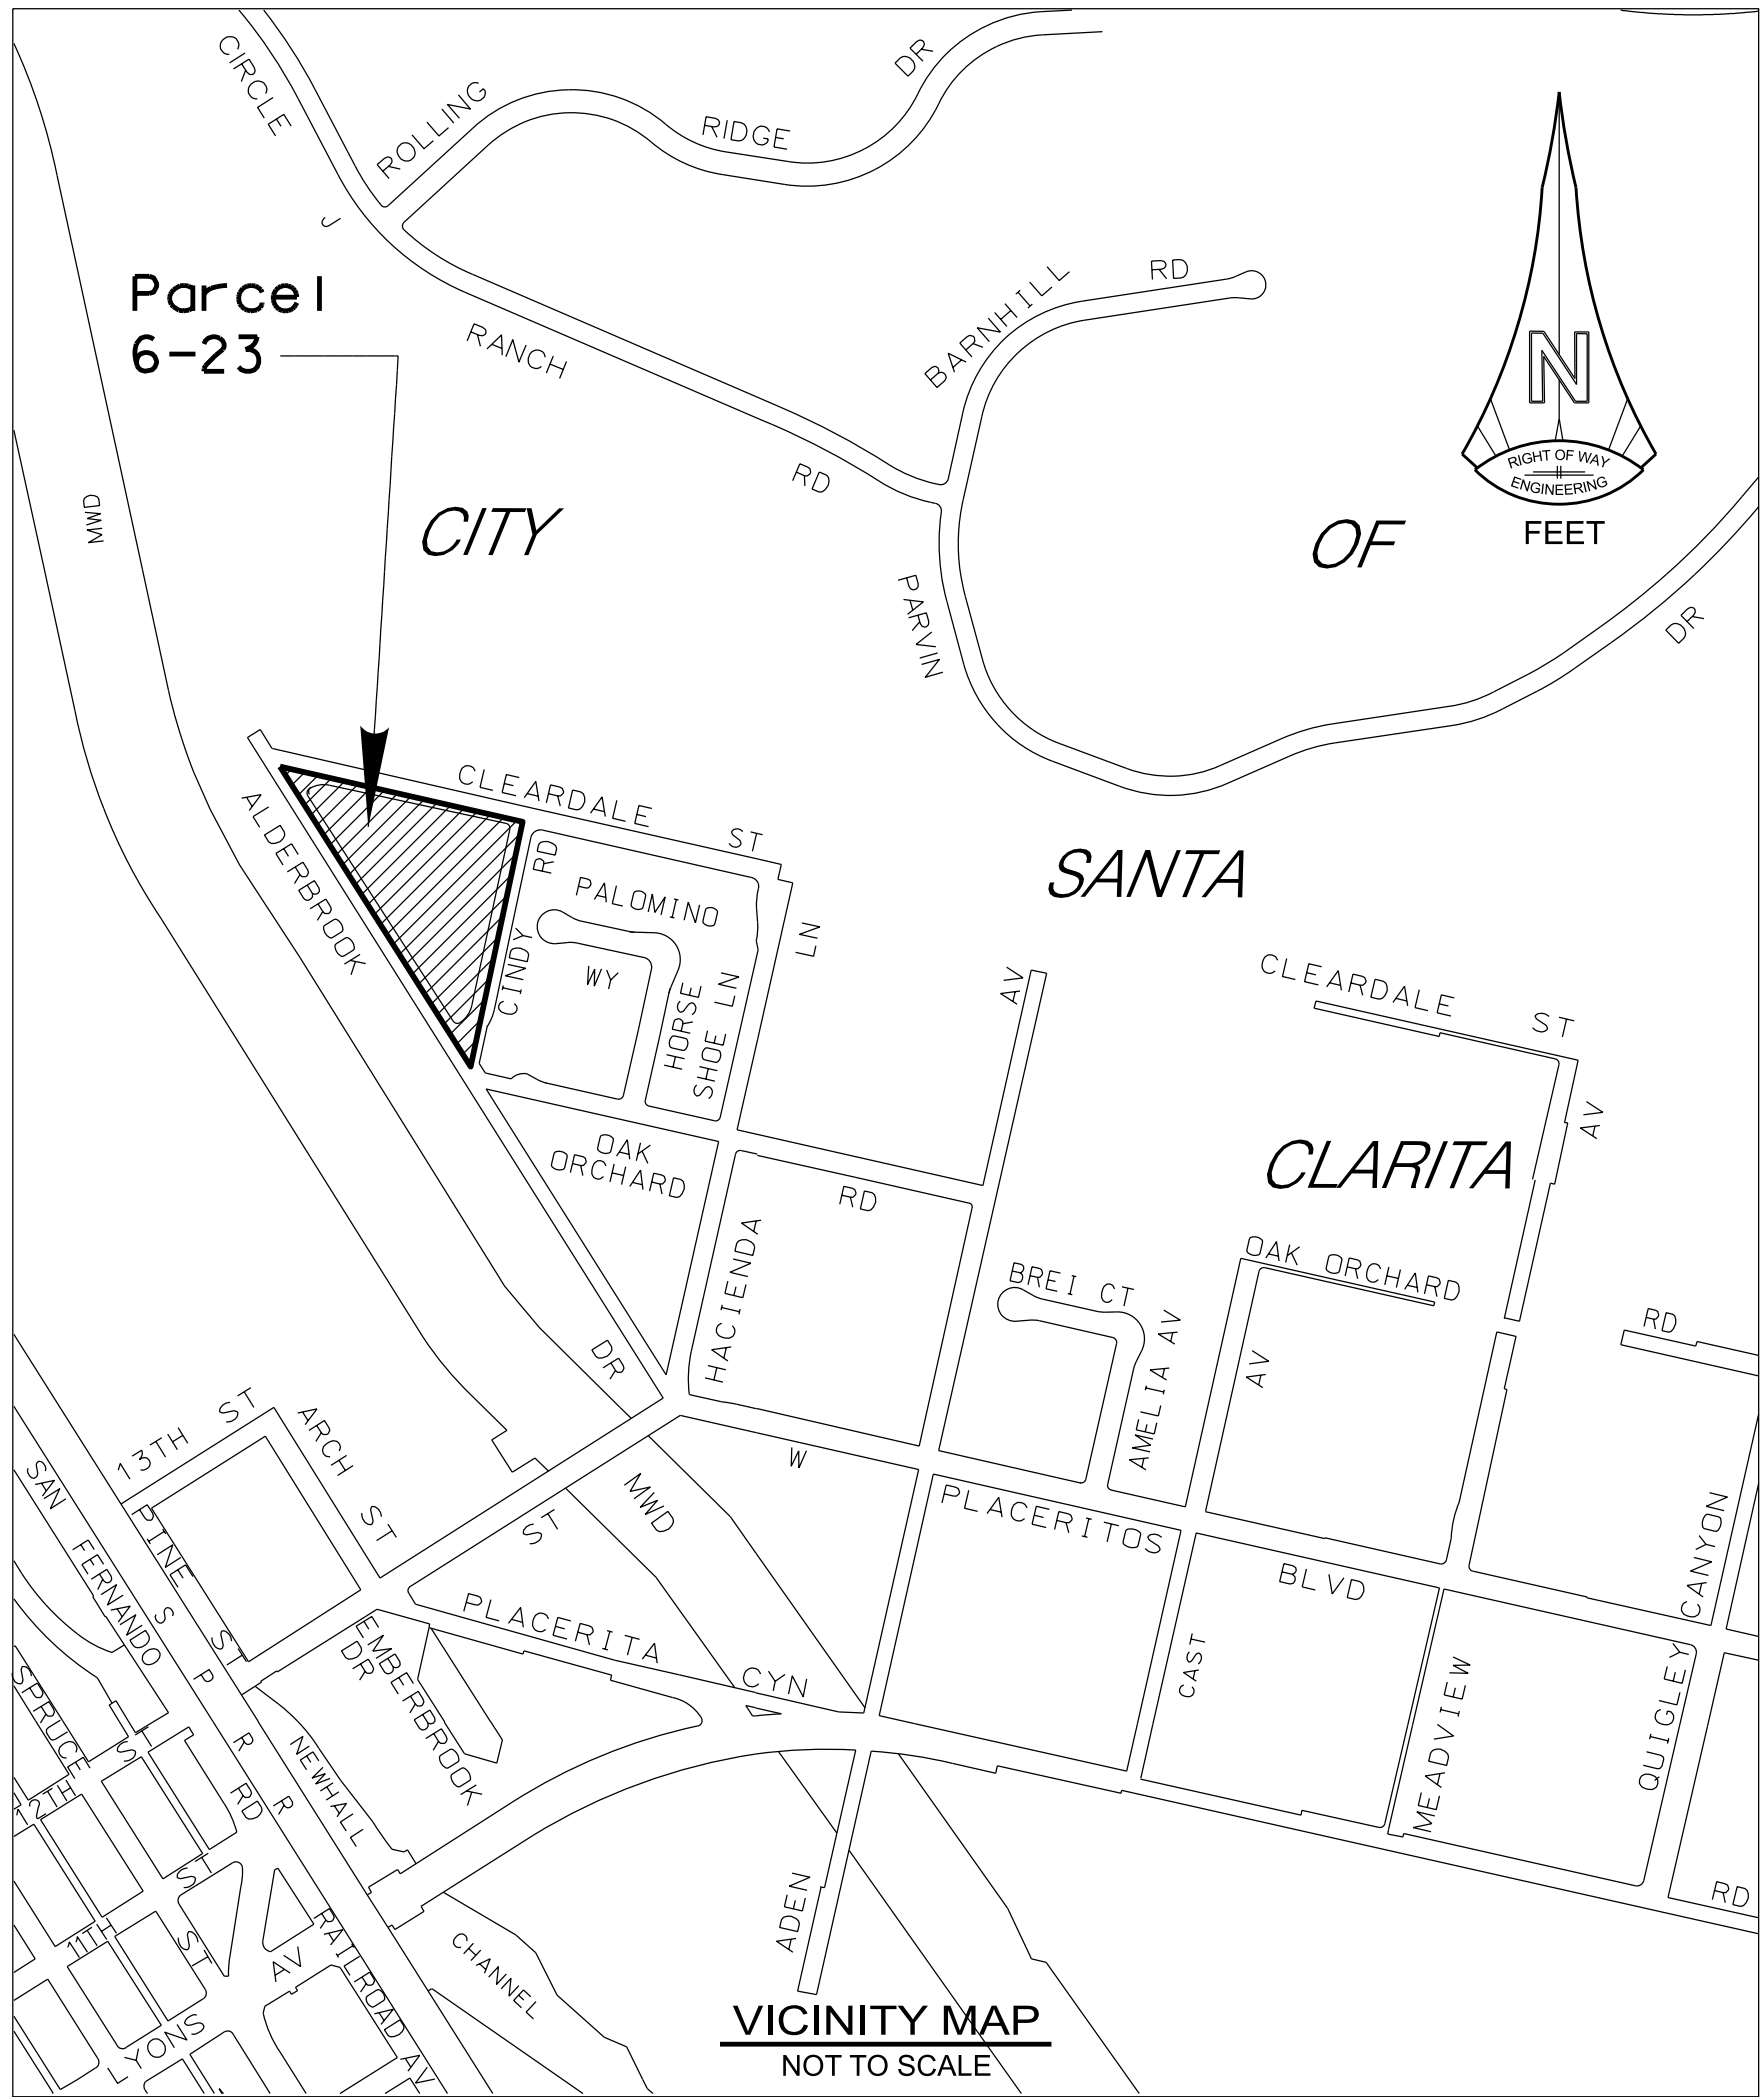 CIRCLE
J
RANCH
RD
ROLLING
RIDGE
DR
Parcel
6-23
BARNHILL
RD
N
RIGHT OF WAY
ENGINEERING
FEET
MWD
CITY
OF
PARVIN
DR
CLEARDALE
ST
ALDERBROOK
RD
CINDY
PALOMINO
WY
HORSE
SHOE LN
LN
SANTA
AV
CLEARDALE
ST
AV
OAK
ORCHARD
RD
CLARITA
HACIENDA
OAK ORCHARD
BREI CT
AMELIA AV
AV
RD
DR
13TH ST
ARCH
ST
SAN
FERNANDO
RD
PINE
ST
S P R R
W
MWD
ST
PLACERITOS
BLVD
CANYON
PLACERITA
CYN
EMBERBROOK
DR
CAST
MEADVIEW
QUIGLEY
SPRUCE
ST
NEWHALL
12TH
ST
11TH
ST
AV
RAILROAD
AV
CHANNEL
ADEN
RD
LYONS
VICINITY MAP
NOT TO SCALE